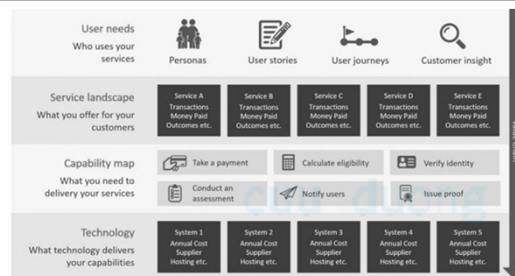 User needs
Who uses your
services
Personas
User stories
User journeys
Customer insight
Service landscape
What you offer for your
customers
Service A
Transactions
Money Paid
Outcomes etc.
Service B
Transactions
Money Paid
Outcomes etc.
Service C
Transactions
Money Paid
Outcomes etc.
Service D
Transactions
Money Paid
Outcomes etc.
Service E
Transactions
Money Paid
Outcomes etc.
Capability map
What you need to
delivery your services
Take a payment
Calculate eligibility
Verify identity
Conduct an
assessment
Notify users
Issue proof
Technology
What technology delivers
your capabilities
System 1
Annual Cost
Supplier
Hosting etc.
System 2
Annual Cost
Supplier
Hosting etc.
System 3
Annual Cost
Supplier
Hosting etc.
System 4
Annual Cost
Supplier
Hosting etc.
System 5
Annual Cost
Supplier
Hosting etc.